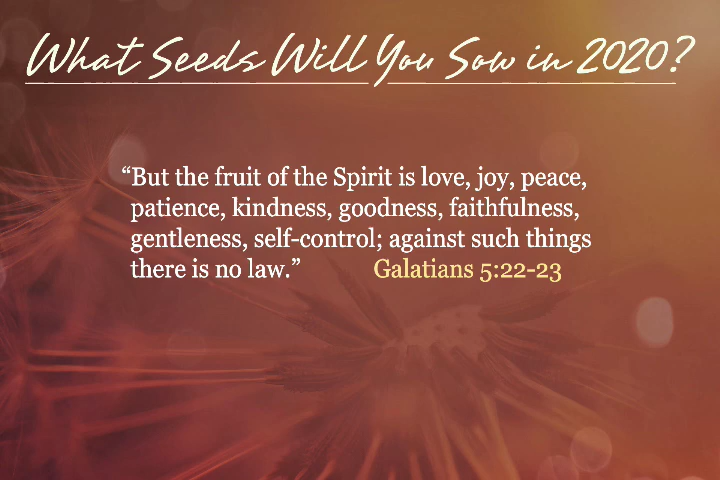 What Seeds Will You Sow in 2020?
“But the fruit of the Spirit is love, joy, peace,
patience, kindness, goodness, faithfulness,
gentleness, self-control; against such things
there is no law.” Galatians 5:22-23